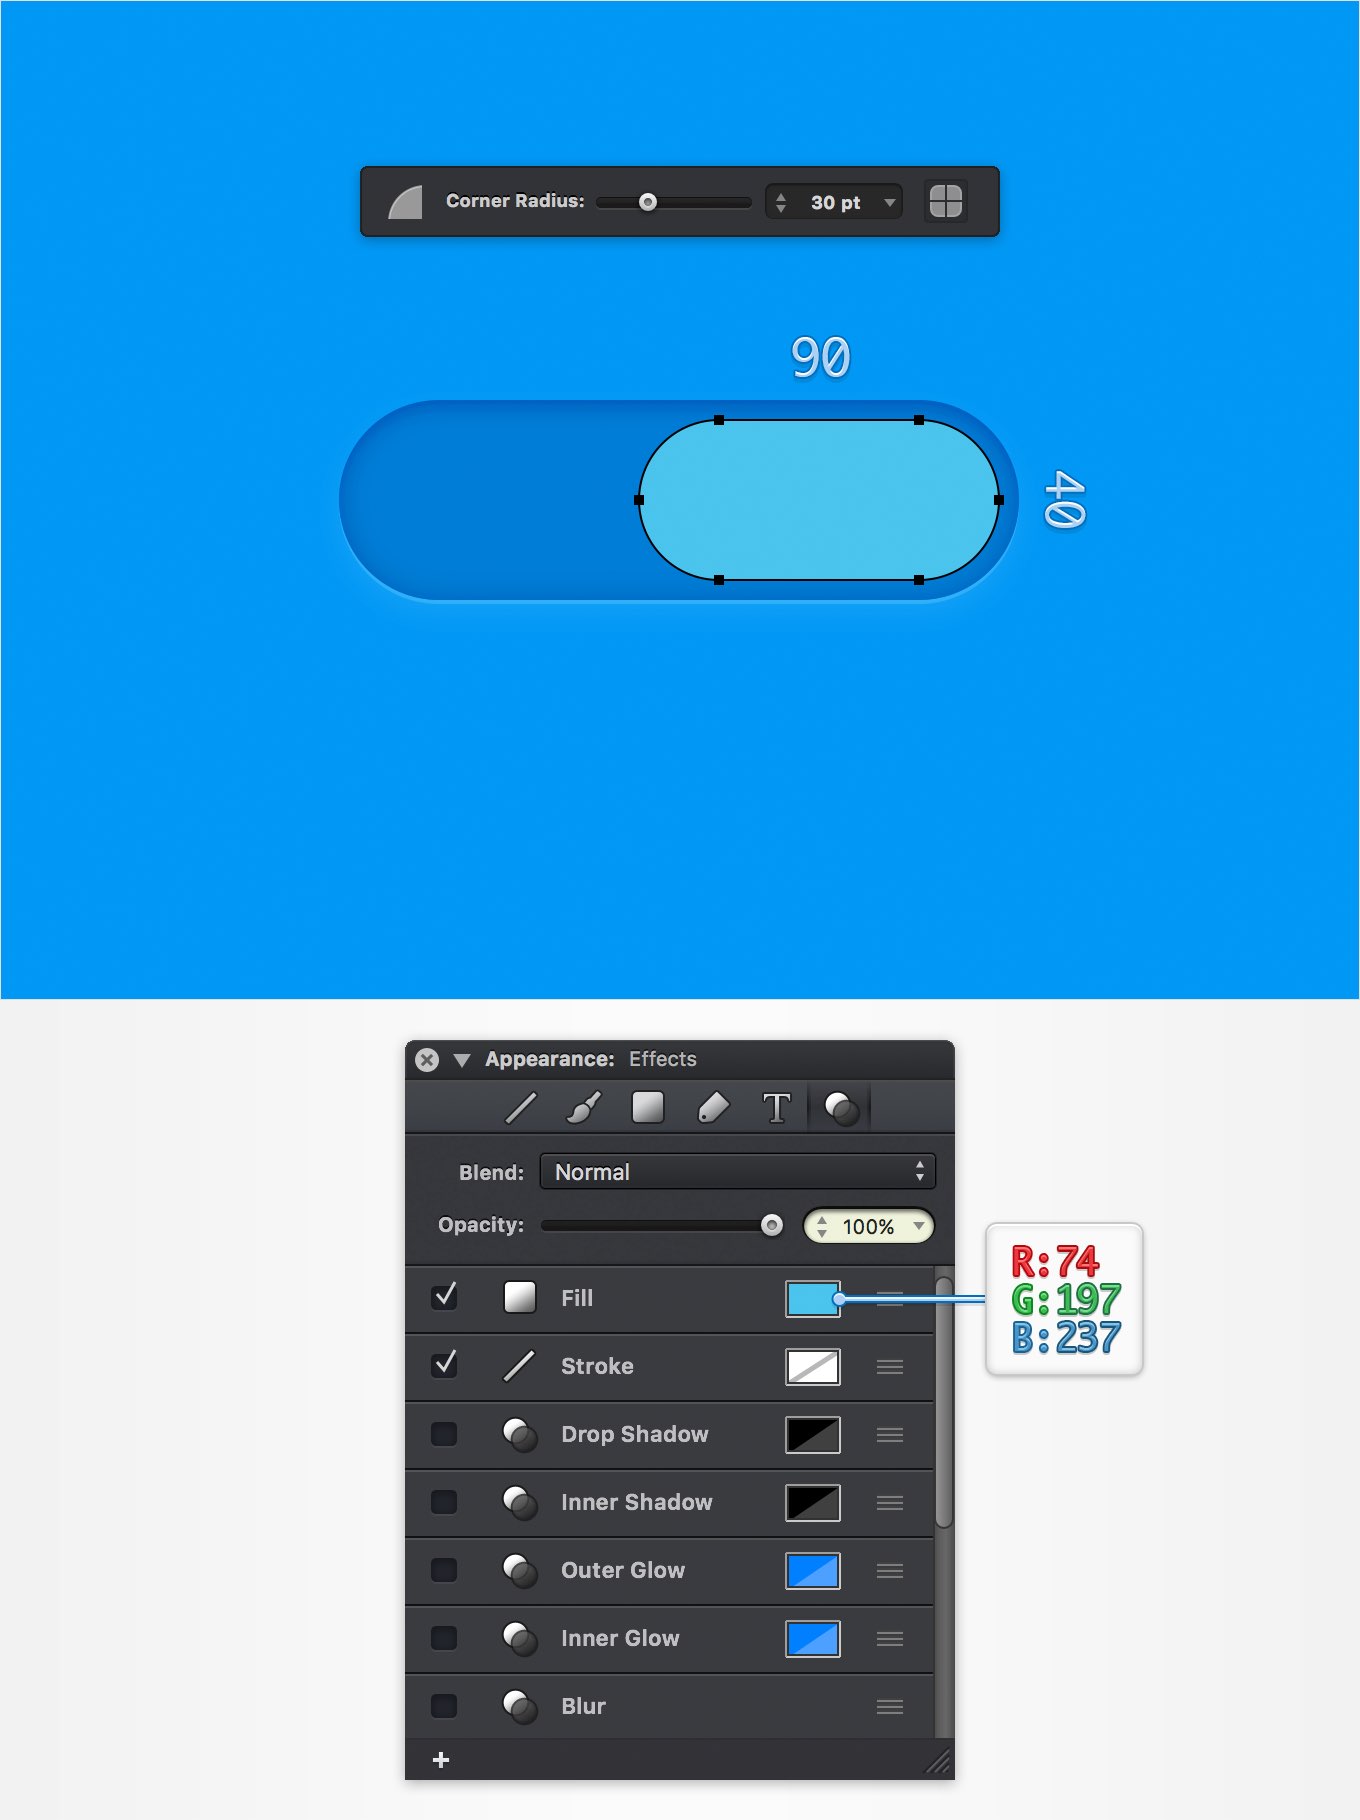 Corner Radius: 30 pt
90
40
Appearance: Effects
T
Blend: Normal
Opacity: 100%
Fill
R:74
G:197
B:237
Stroke
Drop Shadow
Inner Shadow
Outer Glow
Inner Glow
Blur
+